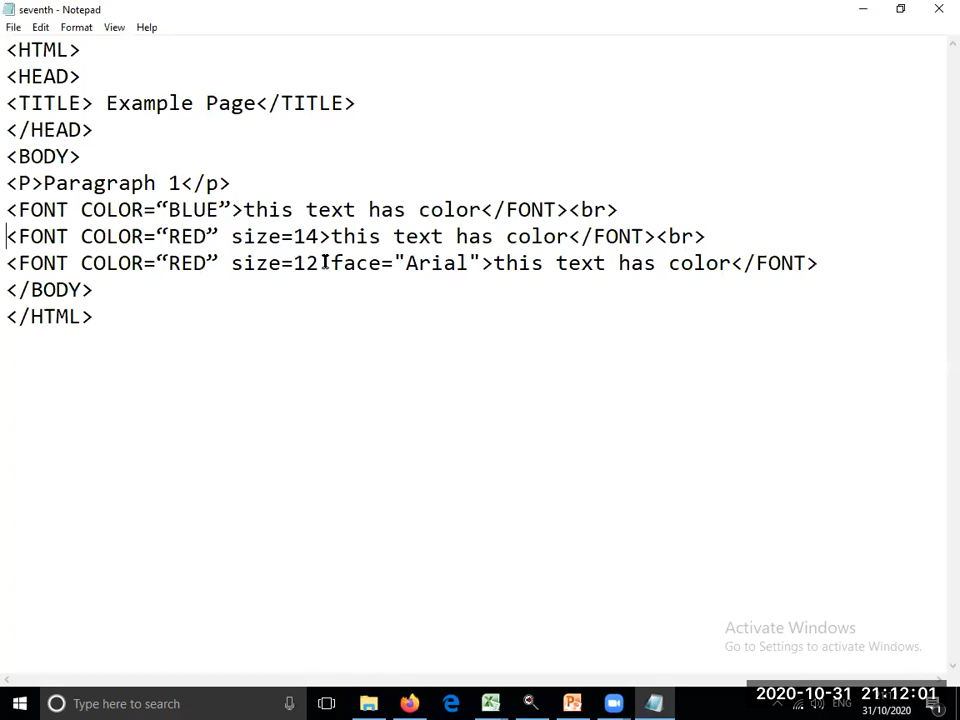 seventh - Notepad
File Edit Format View Help
<HTML>
<HEAD>
<TITLE> Example Page</TITLE>
</HEAD>
<BODY>
<P>Paragraph 1</p>
<FONT COLOR=“BLUE”>this text has color</FONT><br>
<FONT COLOR=“RED” size=14>this text has color</FONT><br>
<FONT COLOR=“RED” size=12 face="Arial">this text has color</FONT>
</BODY>
</HTML>
Activate Windows
Go to Settings to activate Windows.
2020-10-31 21:12:01
Type here to search
ENG
31/10/2020